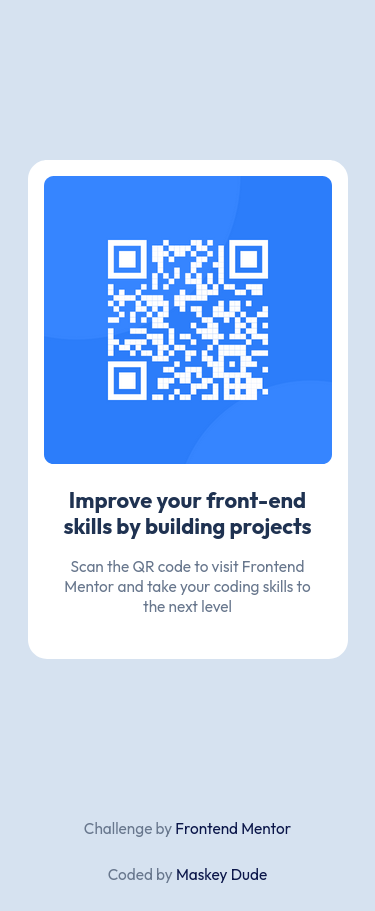 Improve your front-end
skills by building projects
Scan the QR code to visit Frontend
Mentor and take your coding skills to
the next level
Challenge by Frontend Mentor
Coded by Maskey Dude